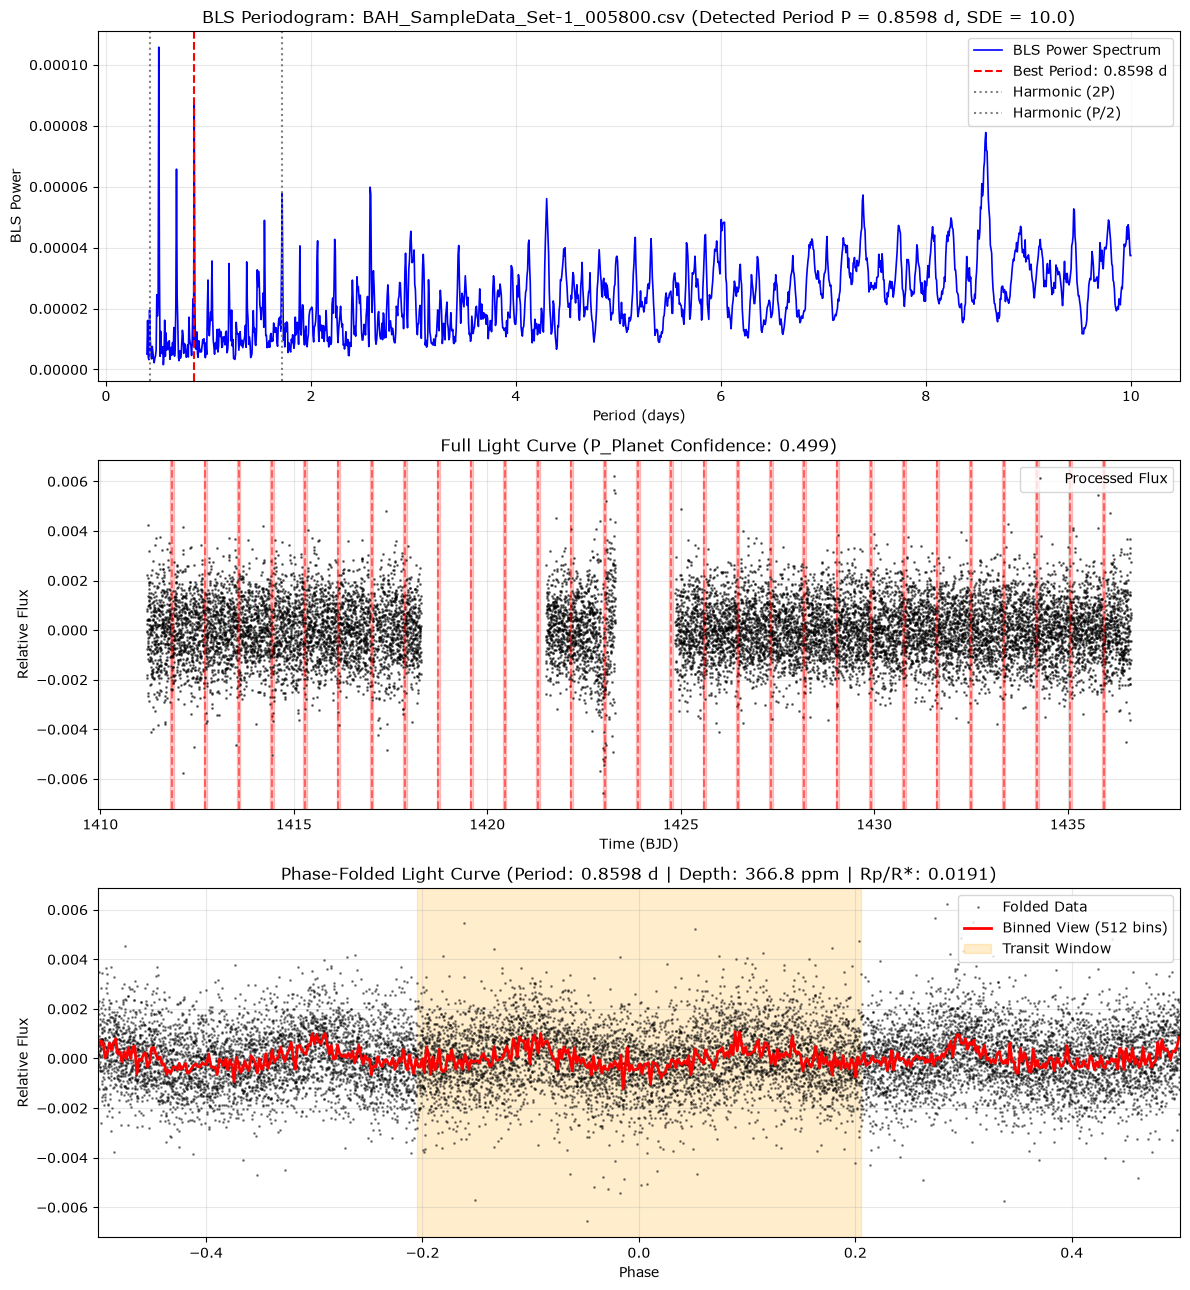 BLS Periodogram: BAH_SampleData_Set-1_005800.csv (Detected Period P = 0.8598 d, SDE = 10.0)
BLS Power
0.00010
0.00008
0.00006
0.00004
0.00002
0.00000
BLS Power Spectrum
Best Period: 0.8598 d
Harmonic (2P)
Harmonic (P/2)
0 2 4 6 8 10
Period (days)
Full Light Curve (P_Planet Confidence: 0.499)
Relative Flux
0.006
0.004
0.002
0.000
−0.002
−0.004
−0.006
Processed Flux
1410 1415 1420 1425 1430 1435
Time (BJD)
Phase-Folded Light Curve (Period: 0.8598 d | Depth: 366.8 ppm | Rp/R*: 0.0191)
Relative Flux
0.006
0.004
0.002
0.000
−0.002
−0.004
−0.006
Folded Data
Binned View (512 bins)
Transit Window
−0.4 −0.2 0.0 0.2 0.4
Phase